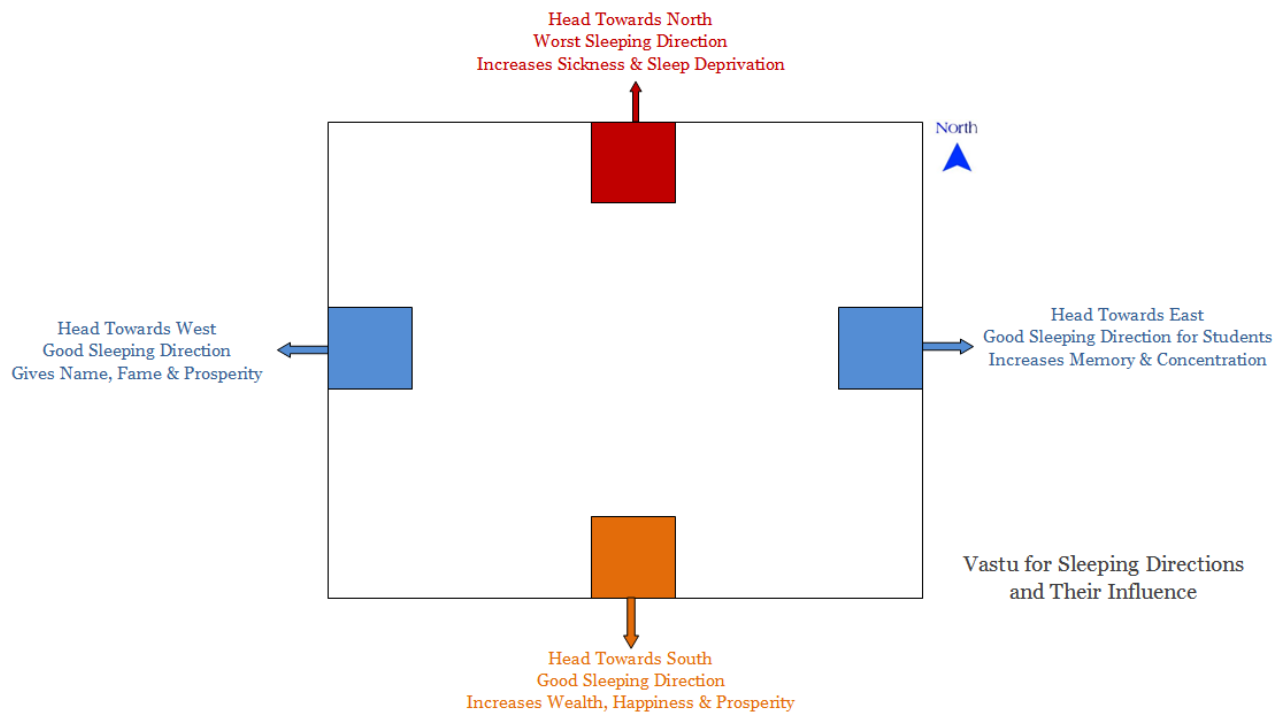 Head Towards North
Worst Sleeping Direction
Increases Sickness & Sleep Deprivation
North
Head Towards West
Good Sleeping Direction
Gives Name, Fame & Prosperity
Head Towards East
Good Sleeping Direction for Students
Increases Memory & Concentration
Vastu for Sleeping Directions
and Their Influence
Head Towards South
Good Sleeping Direction
Increases Wealth, Happiness & Prosperity